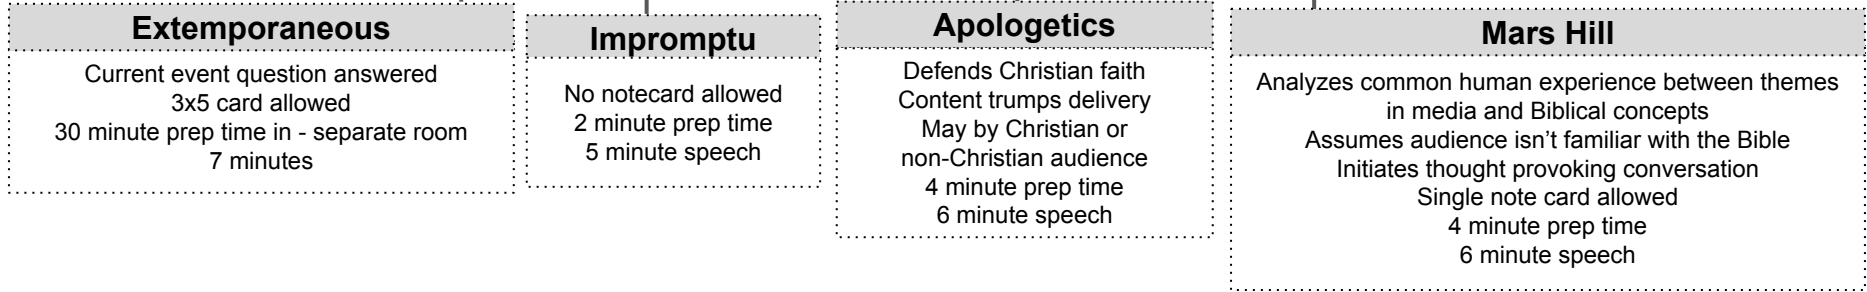 Extemporaneous
Current event question answered
3x5 card allowed
30 minute prep time in - separate room
7 minutes
Impromptu
No notecard allowed
2 minute prep time
5 minute speech
Apologetics
Defends Christian faith
Content trumps delivery
May by Christian or
non-Christian audience
4 minute prep time
6 minute speech
Mars Hill
Analyzes common human experience between themes
in media and Biblical concepts
Assumes audience isn’t familiar with the Bible
Initiates thought provoking conversation
Single note card allowed
4 minute prep time
6 minute speech